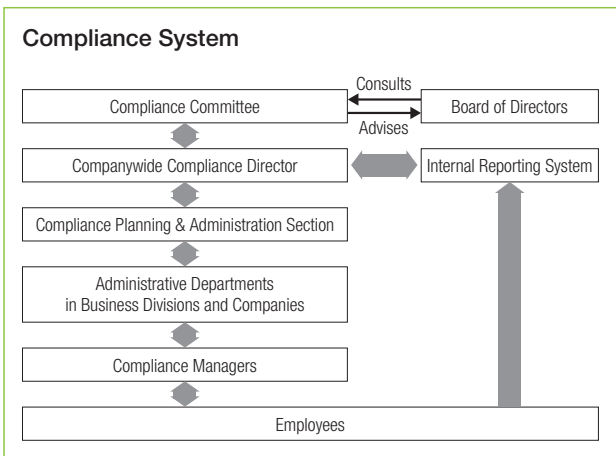 Compliance System
Consults
Compliance Committee
Board of Directors
Advises
Companywide Compliance Director
Internal Reporting System
Compliance Planning & Administration Section
Administrative Departments
in Business Divisions and Companies
Compliance Managers
Employees